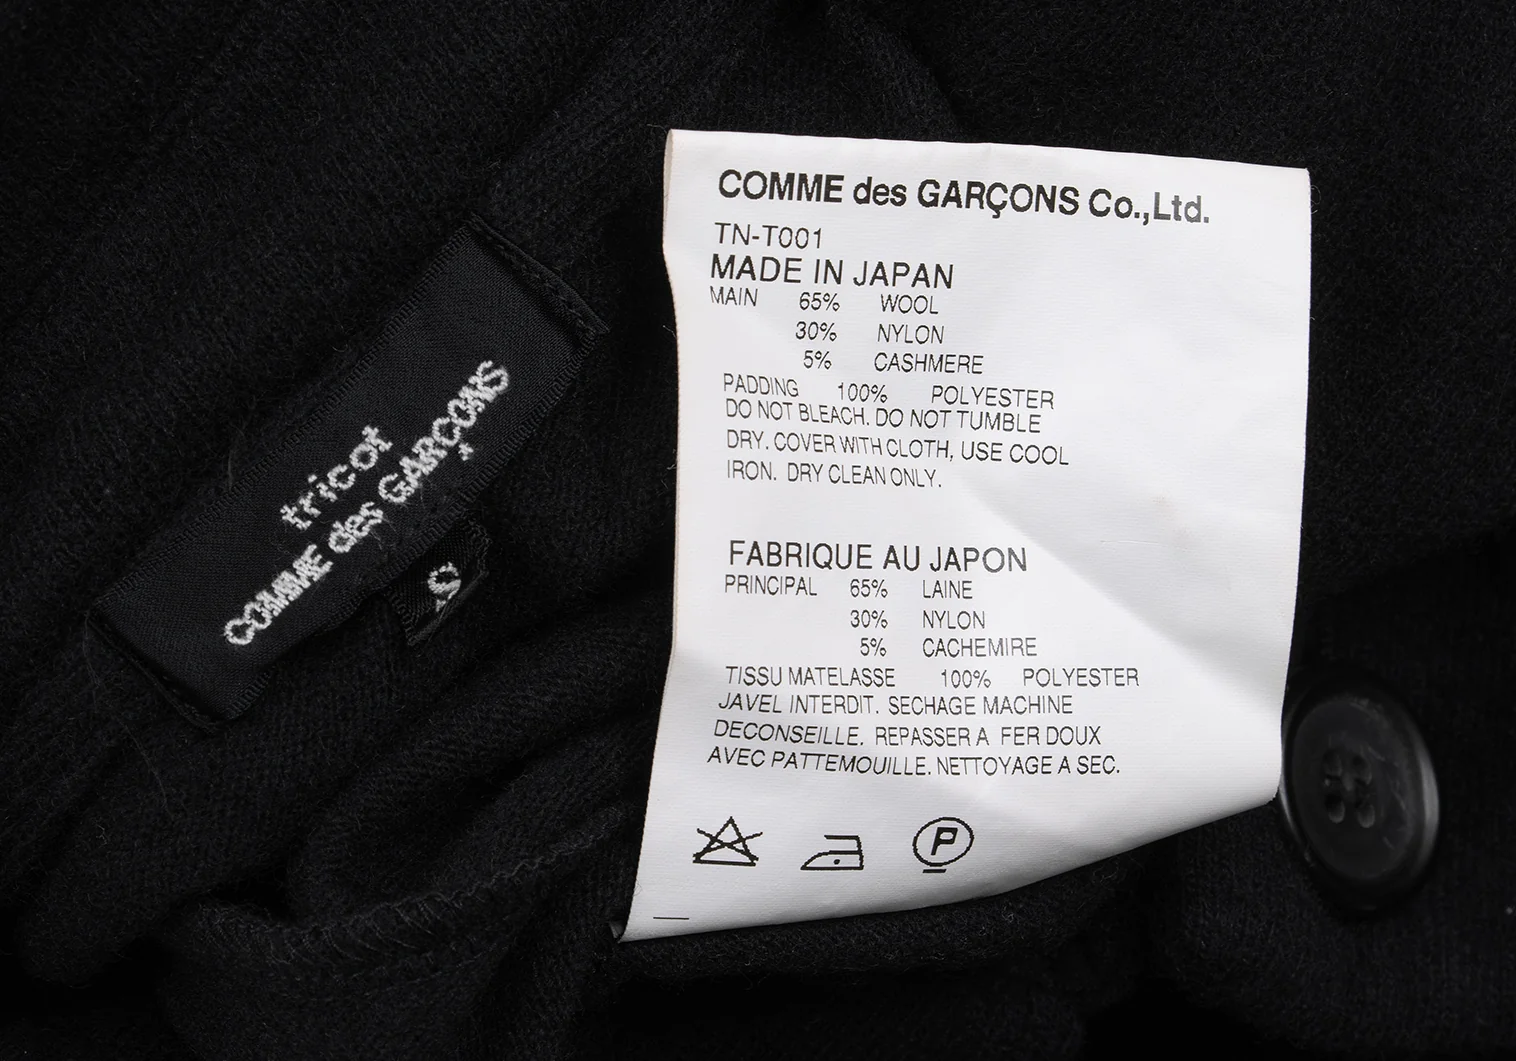 tricot
COMME des GARÇONS
S
COMME des GARÇONS Co.,Ltd.
TN-T001
MADE IN JAPAN
MAIN 65% WOOL
30% NYLON
5% CASHMERE
PADDING 100% POLYESTER
DO NOT BLEACH. DO NOT TUMBLE
DRY. COVER WITH CLOTH, USE COOL
IRON. DRY CLEAN ONLY.
FABRIQUE AU JAPON
PRINCIPAL 65% LAINE
30% NYLON
5% CACHEMIRE
TISSU MATELASSE 100% POLYESTER
JAVEL INTERDIT. SECHAGE MACHINE
DECONSEILLE. REPASSER A FER DOUX
AVEC PATTEMOUILLE. NETTOYAGE A SEC.
P